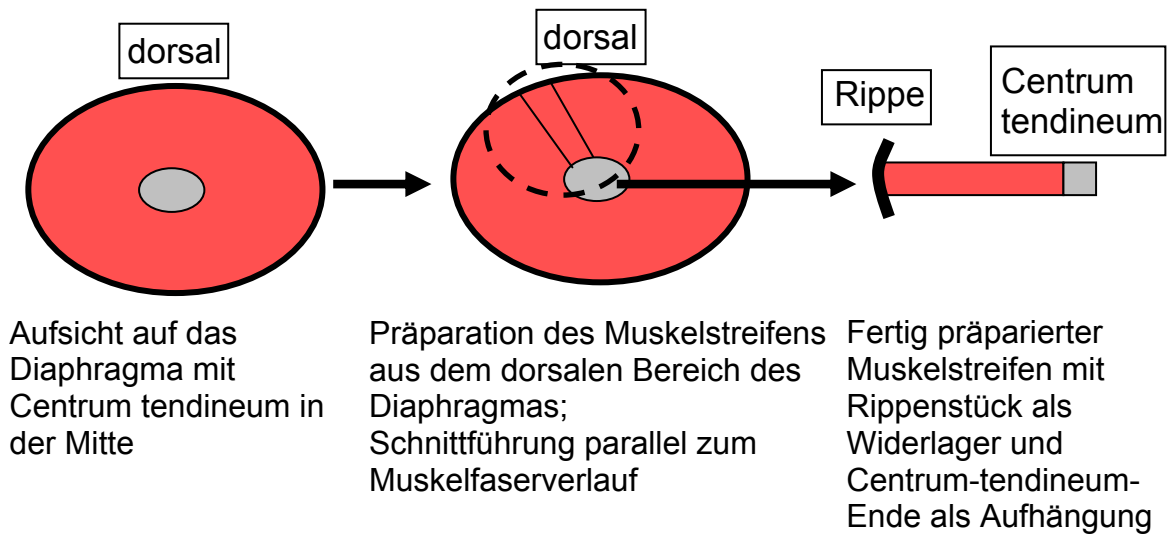 dorsal
dorsal
Rippe
Centrum
tendineum
Aufsicht auf das
Diaphragma mit
Centrum tendineum in
der Mitte
Präparation des Muskelstreifens
aus dem dorsalen Bereich des
Diaphragmas;
Schnittführung parallel zum
Muskelfaserverlauf
Fertig präparierter
Muskelstreifen mit
Rippenstück als
Widerlager und
Centrum-tendineum-
Ende als Aufhängung